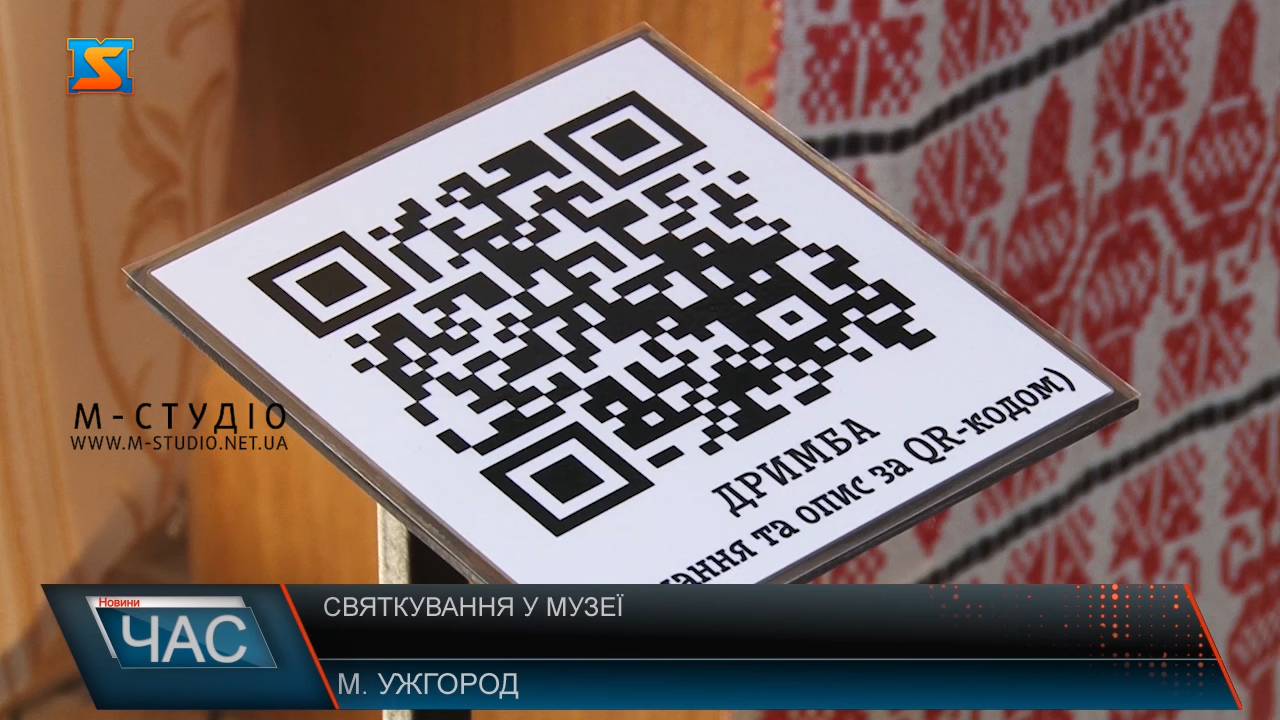 М-СТУДІО
WWW.M-STUDIO.NET.UA
ДРИМБА
та опис за QR-кодом)
Новини
ЧАС
СВЯТКУВАННЯ У МУЗЕЇ
М. УЖГОРОД